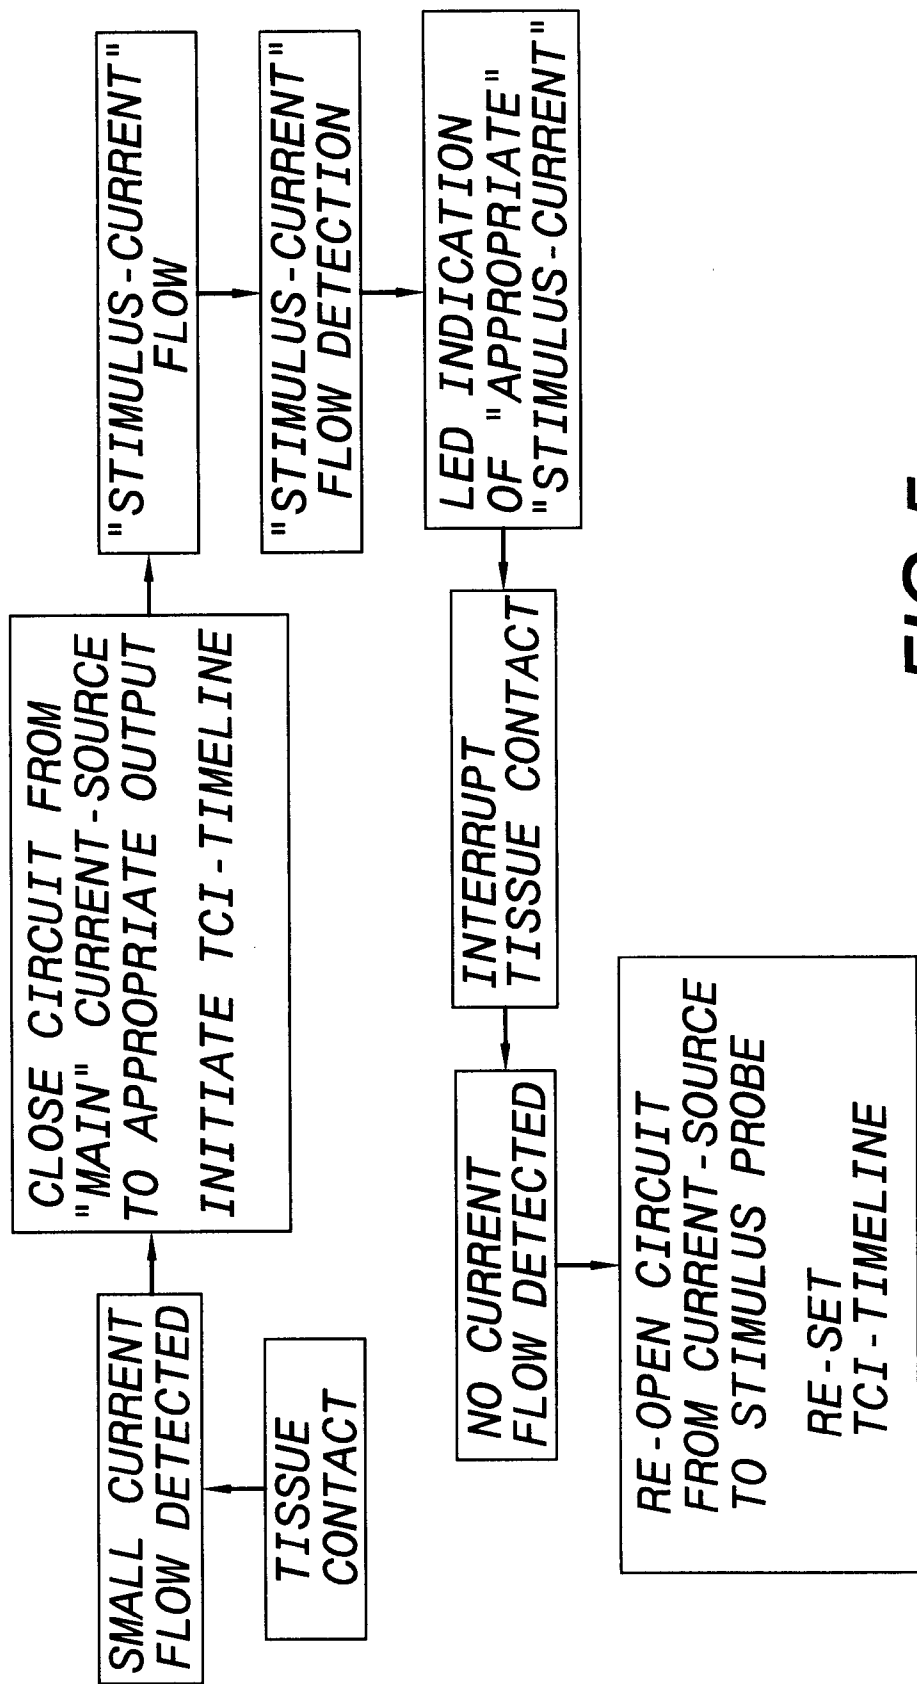 TISSUE
CONTACT
SMALL CURRENT
FLOW DETECTED
CLOSE CIRCUIT FROM
"MAIN" CURRENT-SOURCE
TO APPROPRIATE OUTPUT
INITIATE TCI-TIMELINE
"STIMULUS-CURRENT"
FLOW
"STIMULUS-CURRENT"
FLOW DETECTION
LED INDICATION
OF "APPROPRIATE"
"STIMULUS-CURRENT"
INTERRUPT
TISSUE CONTACT
NO CURRENT
FLOW DETECTED
RE-OPEN CIRCUIT
FROM CURRENT-SOURCE
TO STIMULUS PROBE
RE-SET
TCI-TIMELINE